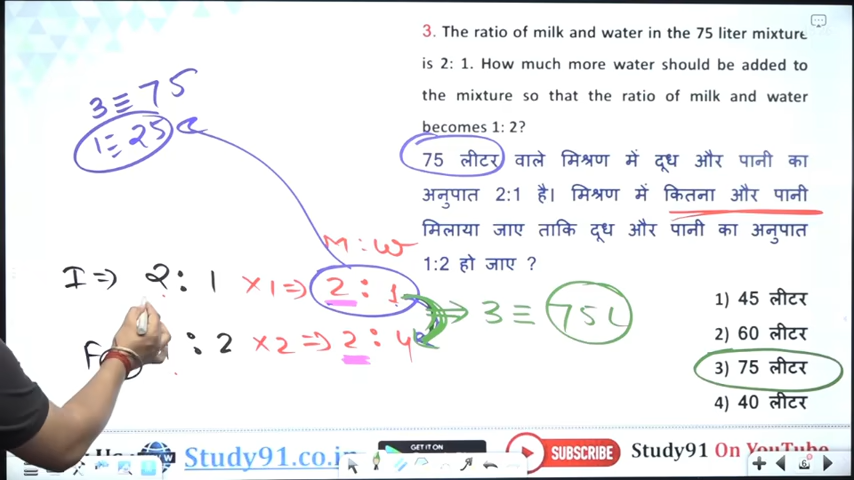 3. The ratio of milk and water in the 75 liter mixture
is 2: 1. How much more water should be added to
the mixture so that the ratio of milk and water
becomes 1: 2?
75 लीटर वाले मिश्रण में दूध और पानी का
अनुपात 2:1 है। मिश्रण में कितना और पानी
मिलाया जाए ताकि दूध और पानी का अनुपात
1:2 हो जाए ?
1) 45 लीटर
2) 60 लीटर
3) 75 लीटर
4) 40 लीटर
3 ≡ 75
1 ≡ 25
M : W
I ⇒ 2 : 1 ×1 ⇒ 2 : 1
: 2 ×2 ⇒ 2 : 4
⇒ 3 ≡ 75L
Study91.co.in
GET IT ON
SUBSCRIBE
Study91 On YouTube